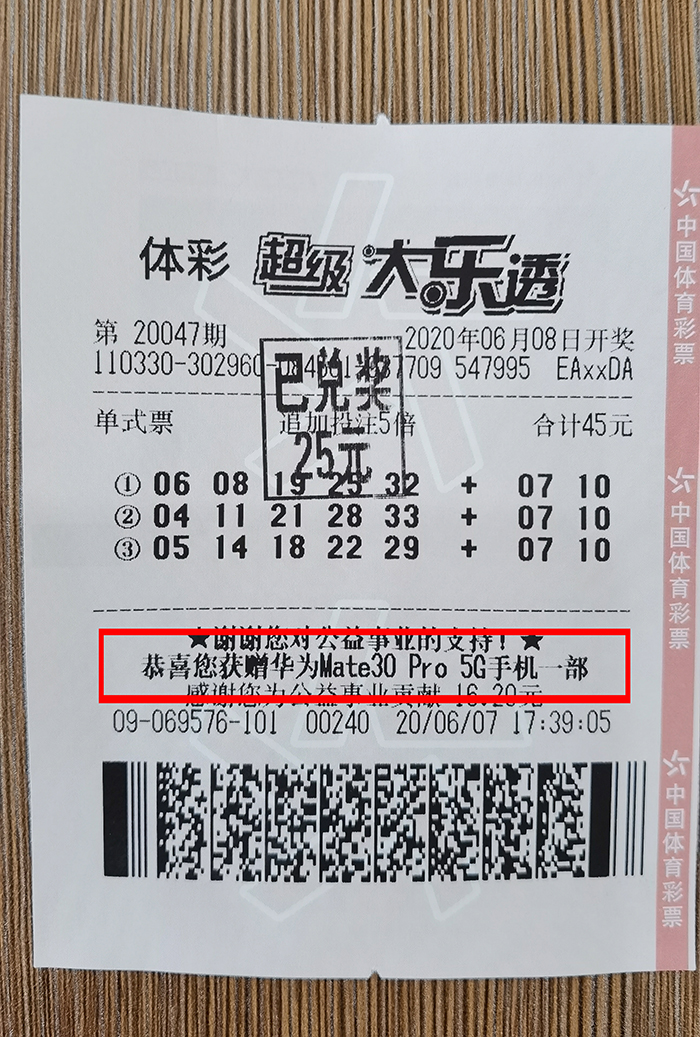 体彩 超级大乐透
第 20047期 2020年06月08日开奖
547995 EAxxDA
已兑奖
25元
单式票 追加投注5倍 合计45元
① 06 08 19 25 32 + 07 10
② 04 11 21 28 33 + 07 10
③ 05 14 18 22 29 + 07 10
★谢谢您对公益事业的支持！★
恭喜您获赠华为Mate30 Pro 5G手机一部
感谢您为公益事业贡献 16.20元
09-069576-101 00240 20/06/07 17:39:05
中国体育彩票
中国体育彩票
中国体育彩票